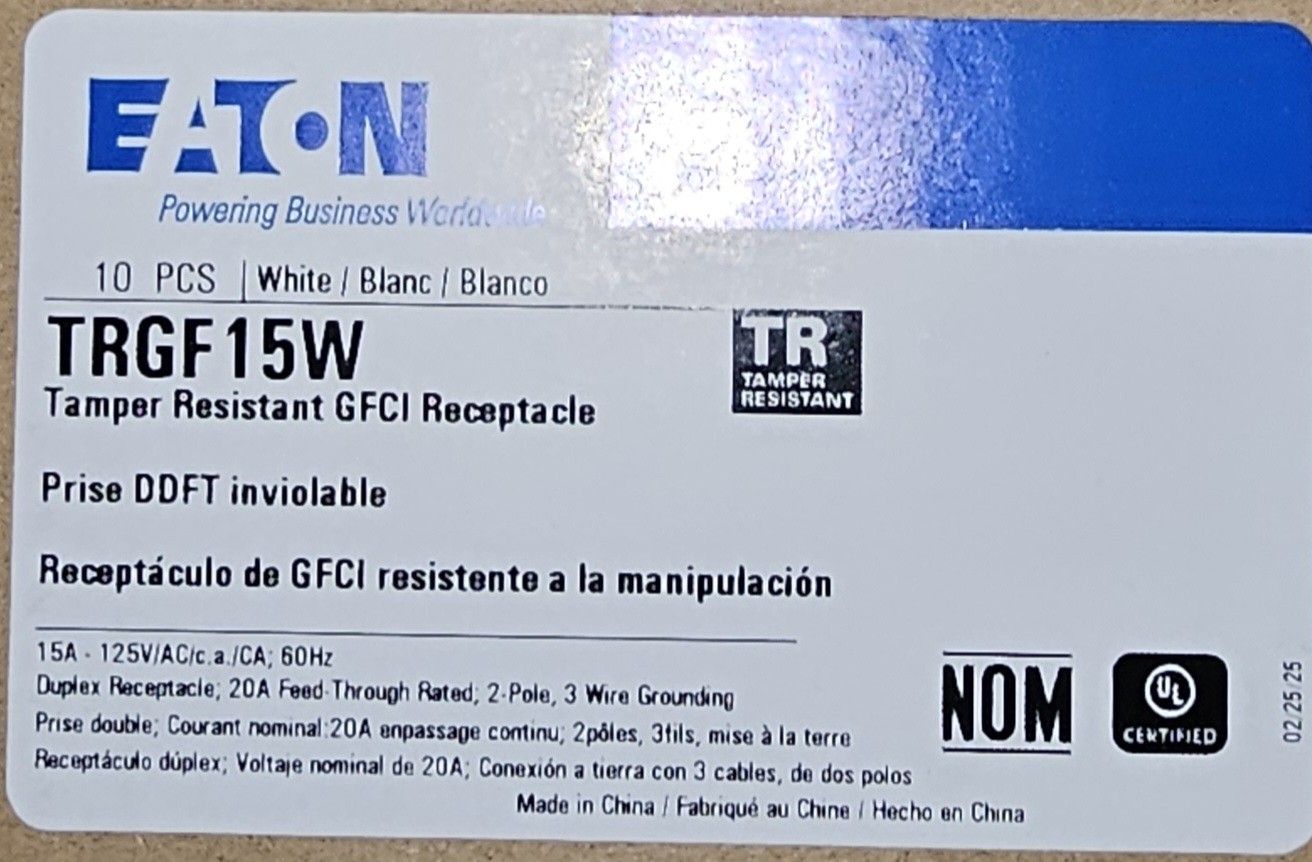 EATON
Powering Business Worldwide
10 PCS | White / Blanc / Blanco
TRGF15W
TR
TAMPER
RESISTANT
Tamper Resistant GFCI Receptacle
Prise DDFT inviolable
Receptáculo de GFCI resistente a la manipulación
15A - 125V/AC/c.a./CA; 60Hz
Duplex Receptacle; 20A Feed-Through Rated; 2-Pole, 3 Wire Grounding
Prise double; Courant nominal:20A enpassage continu; 2pôles, 3fils, mise à la terre
Receptáculo dúplex; Voltaje nominal de 20A; Conexión a tierra con 3 cables, de dos polos
Made in China / Fabriqué au Chine / Hecho en China
NOM
UL
CERTIFIED
02/25/25